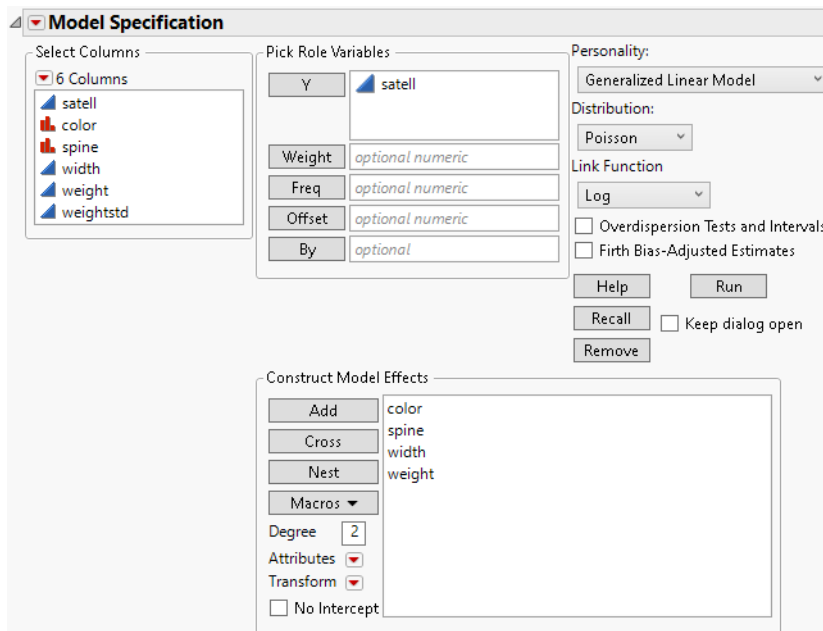 Model Specification
Select Columns
6 Columns
satell
color
spine
width
weight
weightstd
Pick Role Variables
Y
satell
Weight optional numeric
Freq optional numeric
Offset optional numeric
By optional
Personality:
Generalized Linear Model
Distribution:
Poisson
Link Function
Log
Overdispersion Tests and Intervals
Firth Bias-Adjusted Estimates
Help Run
Recall Keep dialog open
Remove
Construct Model Effects
Add
Cross
Nest
Macros
Degree 2
Attributes
Transform
No Intercept
color
spine
width
weight